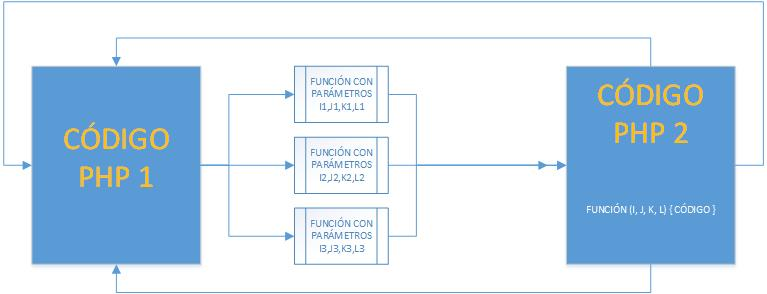 CÓDIGO
PHP 1
FUNCIÓN CON
PARÁMETROS
I1,J1,K1,L1
FUNCIÓN CON
PARÁMETROS
I2,J2,K2,L2
FUNCIÓN CON
PARÁMETROS
I3,J3,K3,L3
CÓDIGO
PHP 2
FUNCIÓN (I, J, K, L) { CÓDIGO }